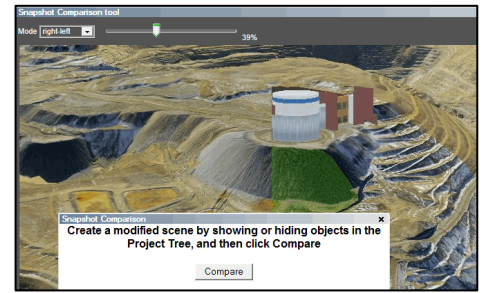 Snapshot Comparison tool
Mode right-left 39%
Snapshot Comparison x
Create a modified scene by showing or hiding objects in the
Project Tree, and then click Compare
Compare